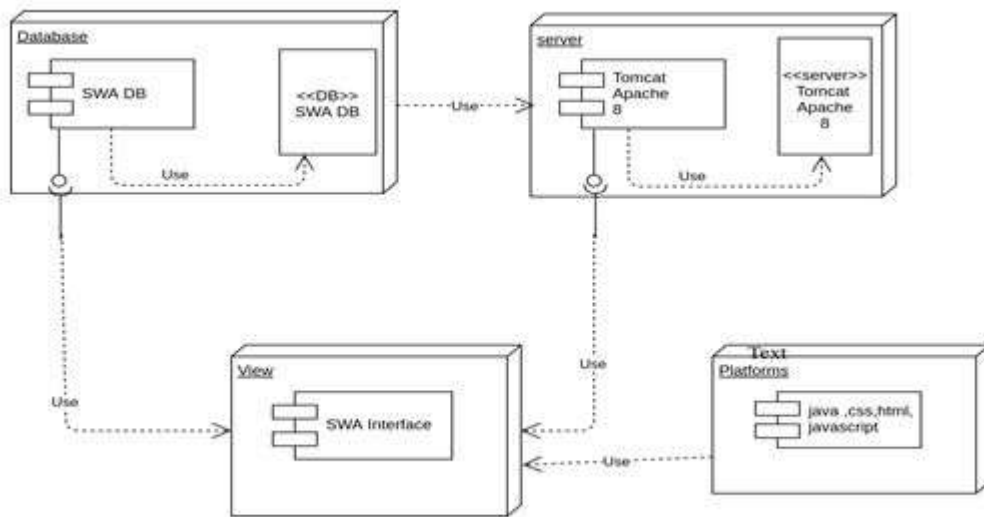 Database
SWA DB
<<DB>>
SWA DB
Use
Use
server
Tomcat
Apache
8
<<server>>
Tomcat
Apache
8
Use
Use
Use
View
SWA Interface
Text
Platforms
java ,css,html,
javascript
Use